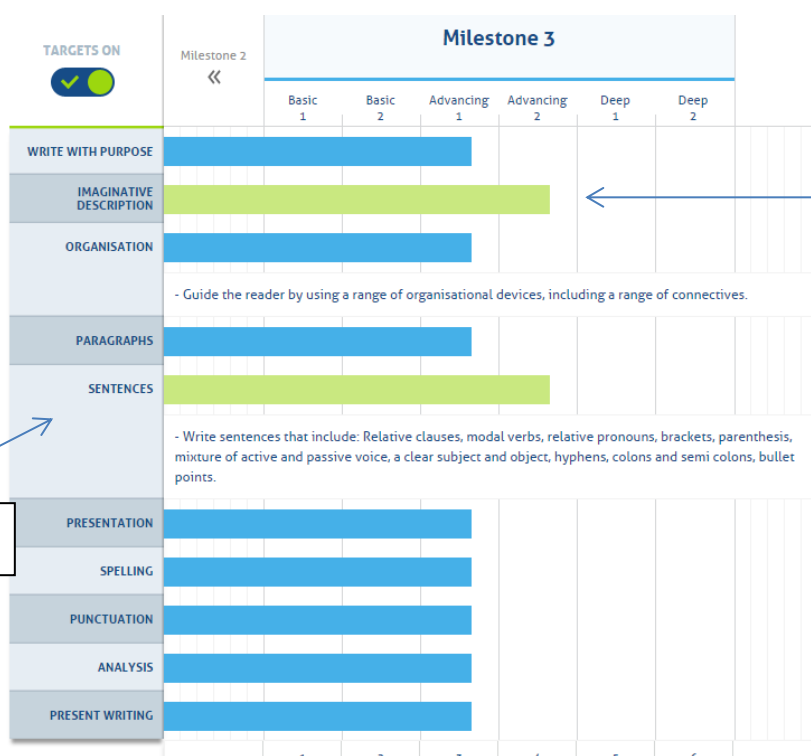 TARGETS ON
Milestone 2
«
Milestone 3
Basic 1
Basic 2
Advancing 1
Advancing 2
Deep 1
Deep 2
WRITE WITH PURPOSE
IMAGINATIVE
DESCRIPTION
ORGANISATION
- Guide the reader by using a range of organisational devices, including a range of connectives.
PARAGRAPHS
SENTENCES
- Write sentences that include: Relative clauses, modal verbs, relative pronouns, brackets, parenthesis,
mixture of active and passive voice, a clear subject and object, hyphens, colons and semi colons, bullet
points.
PRESENTATION
SPELLING
PUNCTUATION
ANALYSIS
PRESENT WRITING